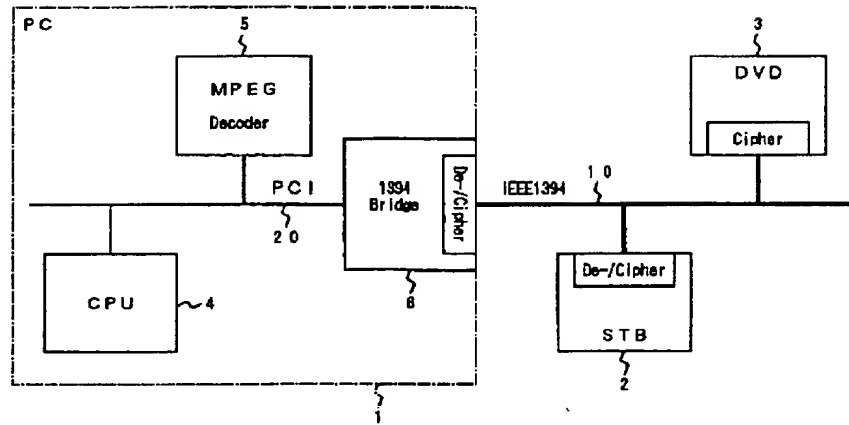 PC
5
MPEG
Decoder
3
DVD
Cipher
PCI
20
1394
Bridge
De-/Cipher
6
IEEE1394
10
CPU
4
De-/Cipher
STB
2
1